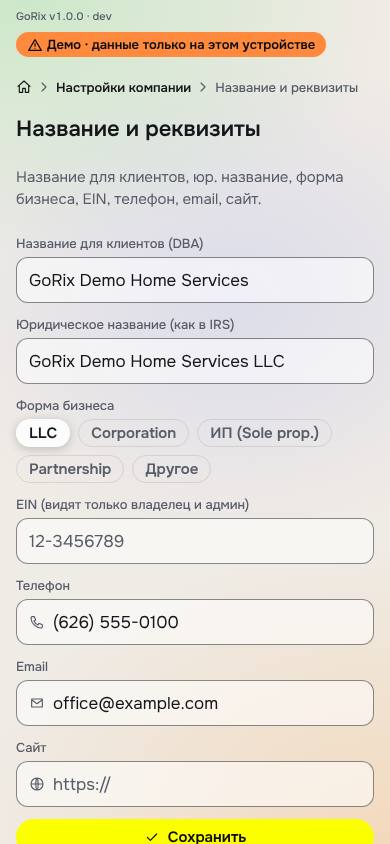 GoRix v1.0.0 · dev
Демо · данные только на этом устройстве
Настройки компании > Название и реквизиты
Название и реквизиты
Название для клиентов, юр. название, форма
бизнеса, EIN, телефон, email, сайт.
Название для клиентов (DBA)
GoRix Demo Home Services
Юридическое название (как в IRS)
GoRix Demo Home Services LLC
Форма бизнеса
LLC Corporation ИП (Sole prop.)
Partnership Другое
EIN (видят только владелец и админ)
12-3456789
Телефон
(626) 555-0100
Email
office@example.com
Сайт
https://
Сохранить